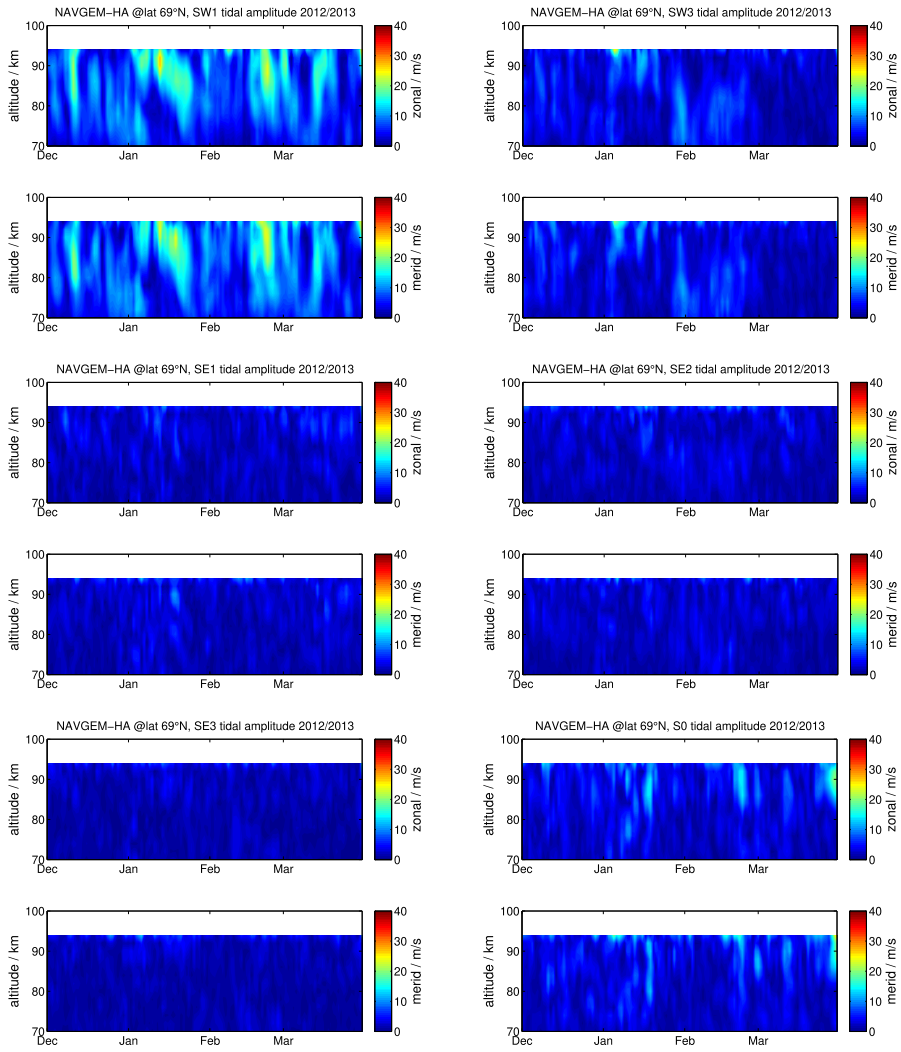 NAVGEM−HA @lat 69°N, SW1 tidal amplitude 2012/2013
100
90
80
70
altitude / km
Dec Jan Feb Mar
40
30
20
10
0
zonal / m/s
NAVGEM−HA @lat 69°N, SW3 tidal amplitude 2012/2013
100
90
80
70
altitude / km
Dec Jan Feb Mar
40
30
20
10
0
zonal / m/s
100
90
80
70
altitude / km
Dec Jan Feb Mar
40
30
20
10
0
merid / m/s
100
90
80
70
altitude / km
Dec Jan Feb Mar
40
30
20
10
0
merid / m/s
NAVGEM−HA @lat 69°N, SE1 tidal amplitude 2012/2013
100
90
80
70
altitude / km
Dec Jan Feb Mar
40
30
20
10
0
zonal / m/s
NAVGEM−HA @lat 69°N, SE2 tidal amplitude 2012/2013
100
90
80
70
altitude / km
Dec Jan Feb Mar
40
30
20
10
0
zonal / m/s
100
90
80
70
altitude / km
Dec Jan Feb Mar
40
30
20
10
0
merid / m/s
100
90
80
70
altitude / km
Dec Jan Feb Mar
40
30
20
10
0
merid / m/s
NAVGEM−HA @lat 69°N, SE3 tidal amplitude 2012/2013
100
90
80
70
altitude / km
Dec Jan Feb Mar
40
30
20
10
0
zonal / m/s
NAVGEM−HA @lat 69°N, S0 tidal amplitude 2012/2013
100
90
80
70
altitude / km
Dec Jan Feb Mar
40
30
20
10
0
zonal / m/s
100
90
80
70
altitude / km
Dec Jan Feb Mar
40
30
20
10
0
merid / m/s
100
90
80
70
altitude / km
Dec Jan Feb Mar
40
30
20
10
0
merid / m/s